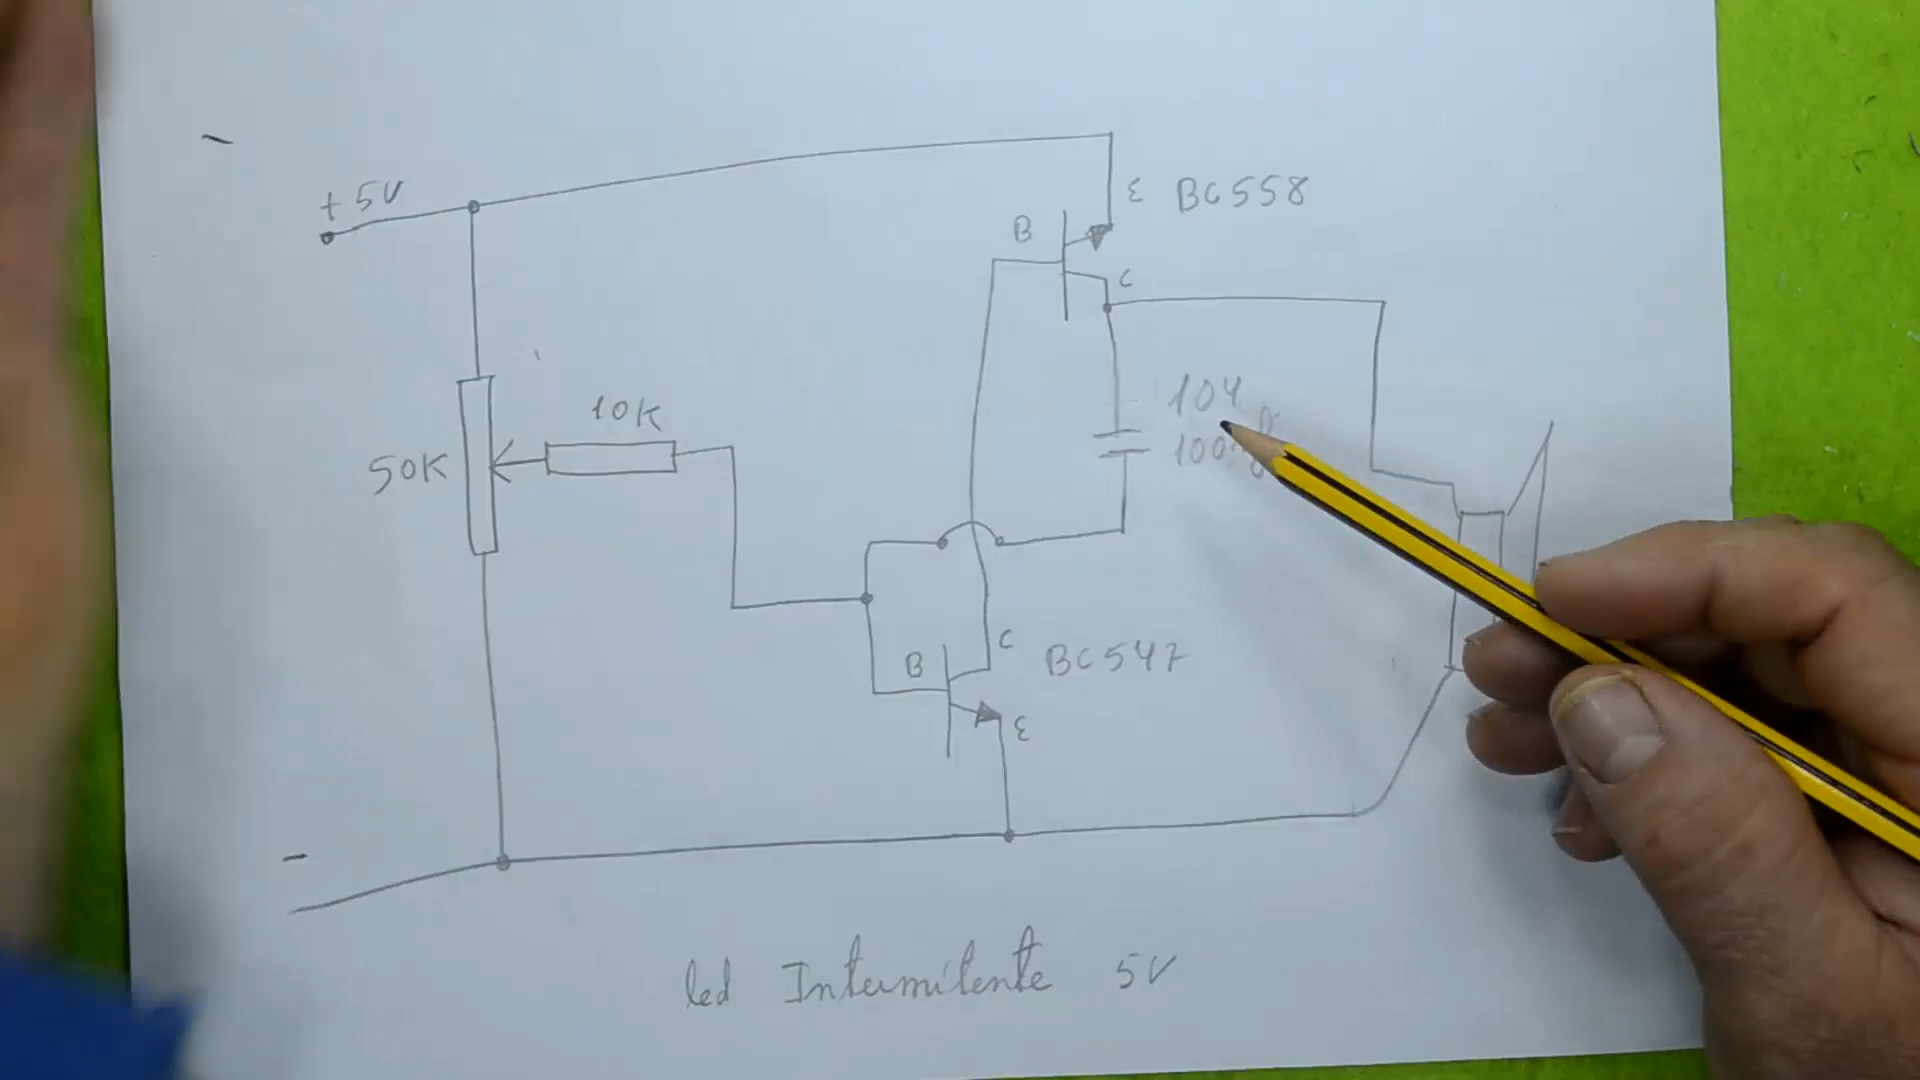 +5V
E BC558
B
C
104
10K
50K
C
B BC547
E
-
led Intermitente 5V